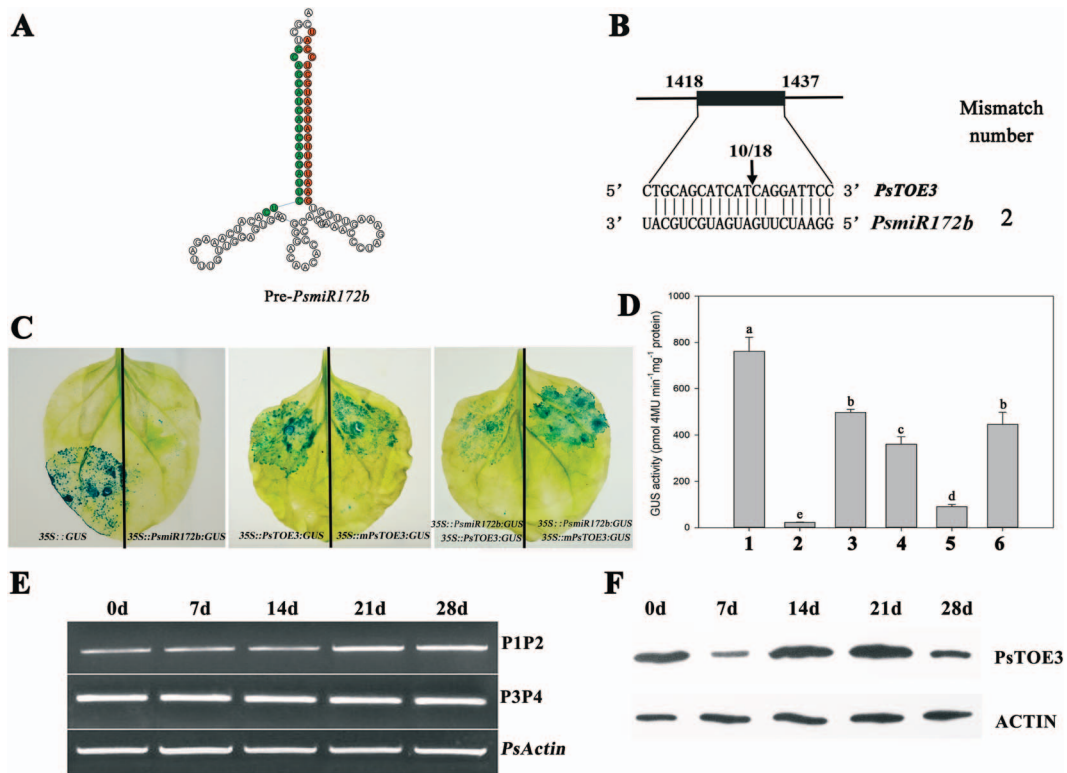 A
Pre-PsmiR172b
B
1418 1437
Mismatch
number
10/18
5' CTGCAGCATCATCAGGATTCC 3' PsTOE3
3' UACGUCGUAGUAGUUCUAAGG 5' PsmiR172b 2
C
35S::GUS 35S::PsmiR172b:GUS
35S::PsTOE3:GUS 35S::mPsTOE3:GUS
35S::PsmiR172b:GUS 35S::PsmiR172b:GUS
35S::PsTOE3:GUS 35S::mPsTOE3:GUS
D
GUS activity (pmol 4MU min⁻¹mg⁻¹ protein)
1000
800
600
400
200
0
a
e
b
c
d
b
1 2 3 4 5 6
E
0d 7d 14d 21d 28d
P1P2
P3P4
PsActin
F
0d 7d 14d 21d 28d
PsTOE3
ACTIN